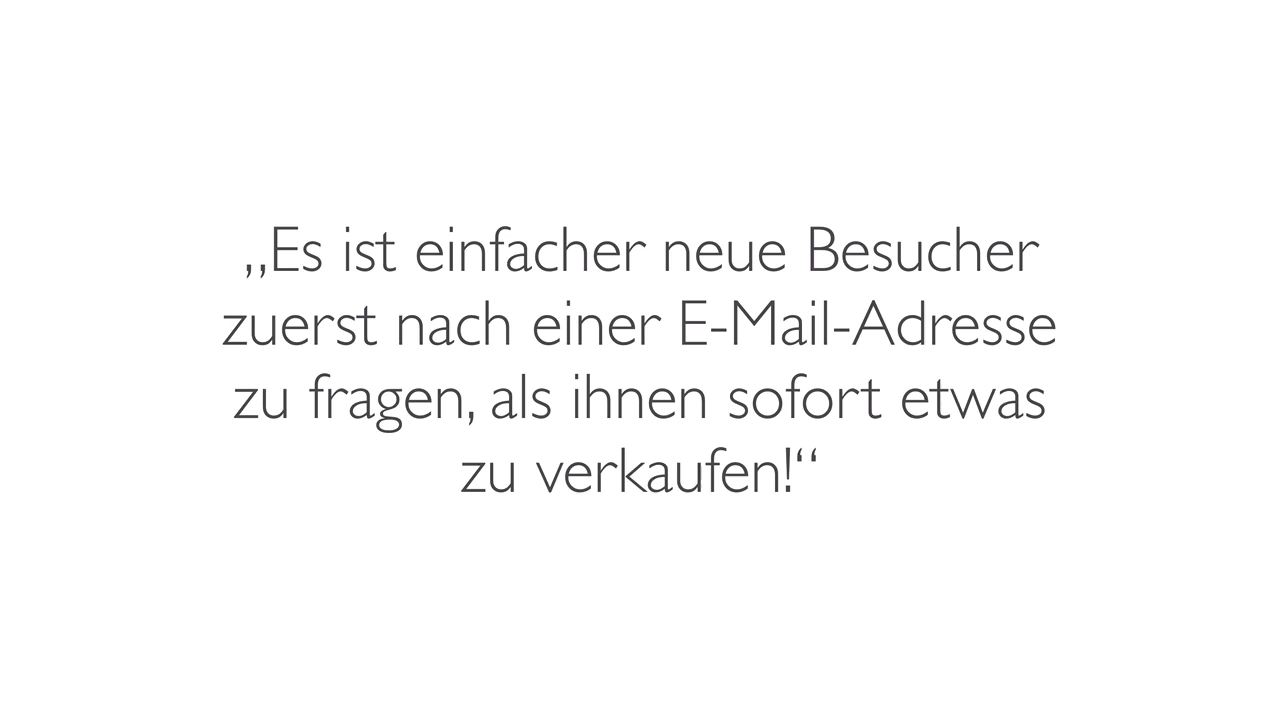 „Es ist einfacher neue Besucher
zuerst nach einer E-Mail-Adresse
zu fragen, als ihnen sofort etwas
zu verkaufen!“